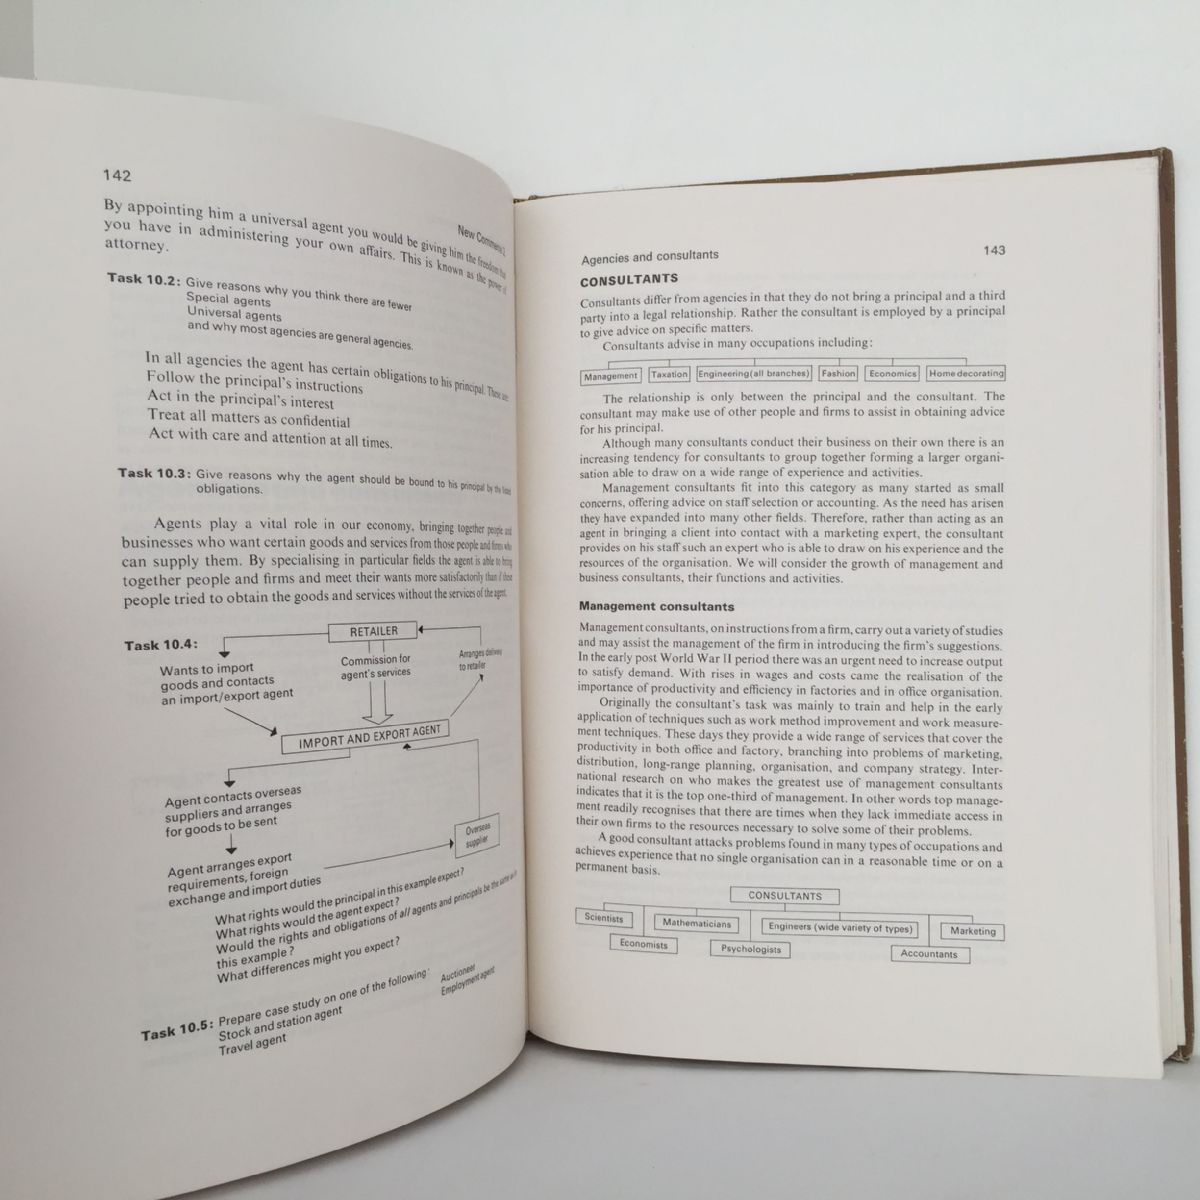 142
New Commerce 2
By appointing him a universal agent you would be giving him the freedom that
you have in administering your own affairs. This is known as the power of
attorney.
Task 10.2: Give reasons why you think there are fewer
Special agents
Universal agents
and why most agencies are general agencies.
In all agencies the agent has certain obligations to his principal. These are:
Follow the principal's instructions
Act in the principal's interest
Treat all matters as confidential
Act with care and attention at all times.
Task 10.3: Give reasons why the agent should be bound to his principal by the
obligations.
Agents play a vital role in our economy, bringing together people and
businesses who want certain goods and services from those people and firms who
can supply them. By specialising in particular fields the agent is able to bring
together people and firms and meet their wants more satisfactorily than if these
people tried to obtain the goods and services without the services of the agent.
Task 10.4:
RETAILER
Wants to import
goods and contacts
an import/export agent
Commission for
agent's services
Arranges delivery
to retailer
IMPORT AND EXPORT AGENT
Agent contacts overseas
suppliers and arranges
for goods to be sent
Overseas
supplier
Agent arranges export
requirements, foreign
exchange and import duties
What rights would the principal in this example expect?
What rights would the agent expect?
Would the rights and obligations of all agents and principals be the same as in
this example?
What differences might you expect?
Task 10.5: Prepare case study on one of the following:
Stock and station agent
Travel agent
Auctioneer
Employment agent
Agencies and consultants
143
CONSULTANTS
Consultants differ from agencies in that they do not bring a principal and a third
party into a legal relationship. Rather the consultant is employed by a principal
to give advice on specific matters.
Consultants advise in many occupations including:
Management Taxation Engineering (all branches) Fashion Economics Home decorating
The relationship is only between the principal and the consultant. The
consultant may make use of other people and firms to assist in obtaining advice
for his principal.
Although many consultants conduct their business on their own there is an
increasing tendency for consultants to group together forming a larger organi-
sation able to draw on a wide range of experience and activities.
Management consultants fit into this category as many started as small
concerns, offering advice on staff selection or accounting. As the need has arisen
they have expanded into many other fields. Therefore, rather than acting as an
agent in bringing a client into contact with a marketing expert, the consultant
provides on his staff such an expert who is able to draw on his experience and the
resources of the organisation. We will consider the growth of management and
business consultants, their functions and activities.
Management consultants
Management consultants, on instructions from a firm, carry out a variety of studies
and may assist the management of the firm in introducing the firm's suggestions.
In the early post World War II period there was an urgent need to increase output
to satisfy demand. With rises in wages and costs came the realisation of the
importance of productivity and efficiency in factories and in office organisation.
Originally the consultant's task was mainly to train and help in the early
application of techniques such as work method improvement and work measure-
ment techniques. These days they provide a wide range of services that cover the
productivity in both office and factory, branching into problems of marketing,
distribution, long-range planning, organisation, and company strategy. Inter-
national research on who makes the greatest use of management consultants
indicates that it is the top one-third of management. In other words top manage-
ment readily recognises that there are times when they lack immediate access in
their own firms to the resources necessary to solve some of their problems.
A good consultant attacks problems found in many types of occupations and
achieves experience that no single organisation can in a reasonable time or on a
permanent basis.
CONSULTANTS
Scientists Mathematicians Engineers (wide variety of types) Marketing
Economists Psychologists Accountants